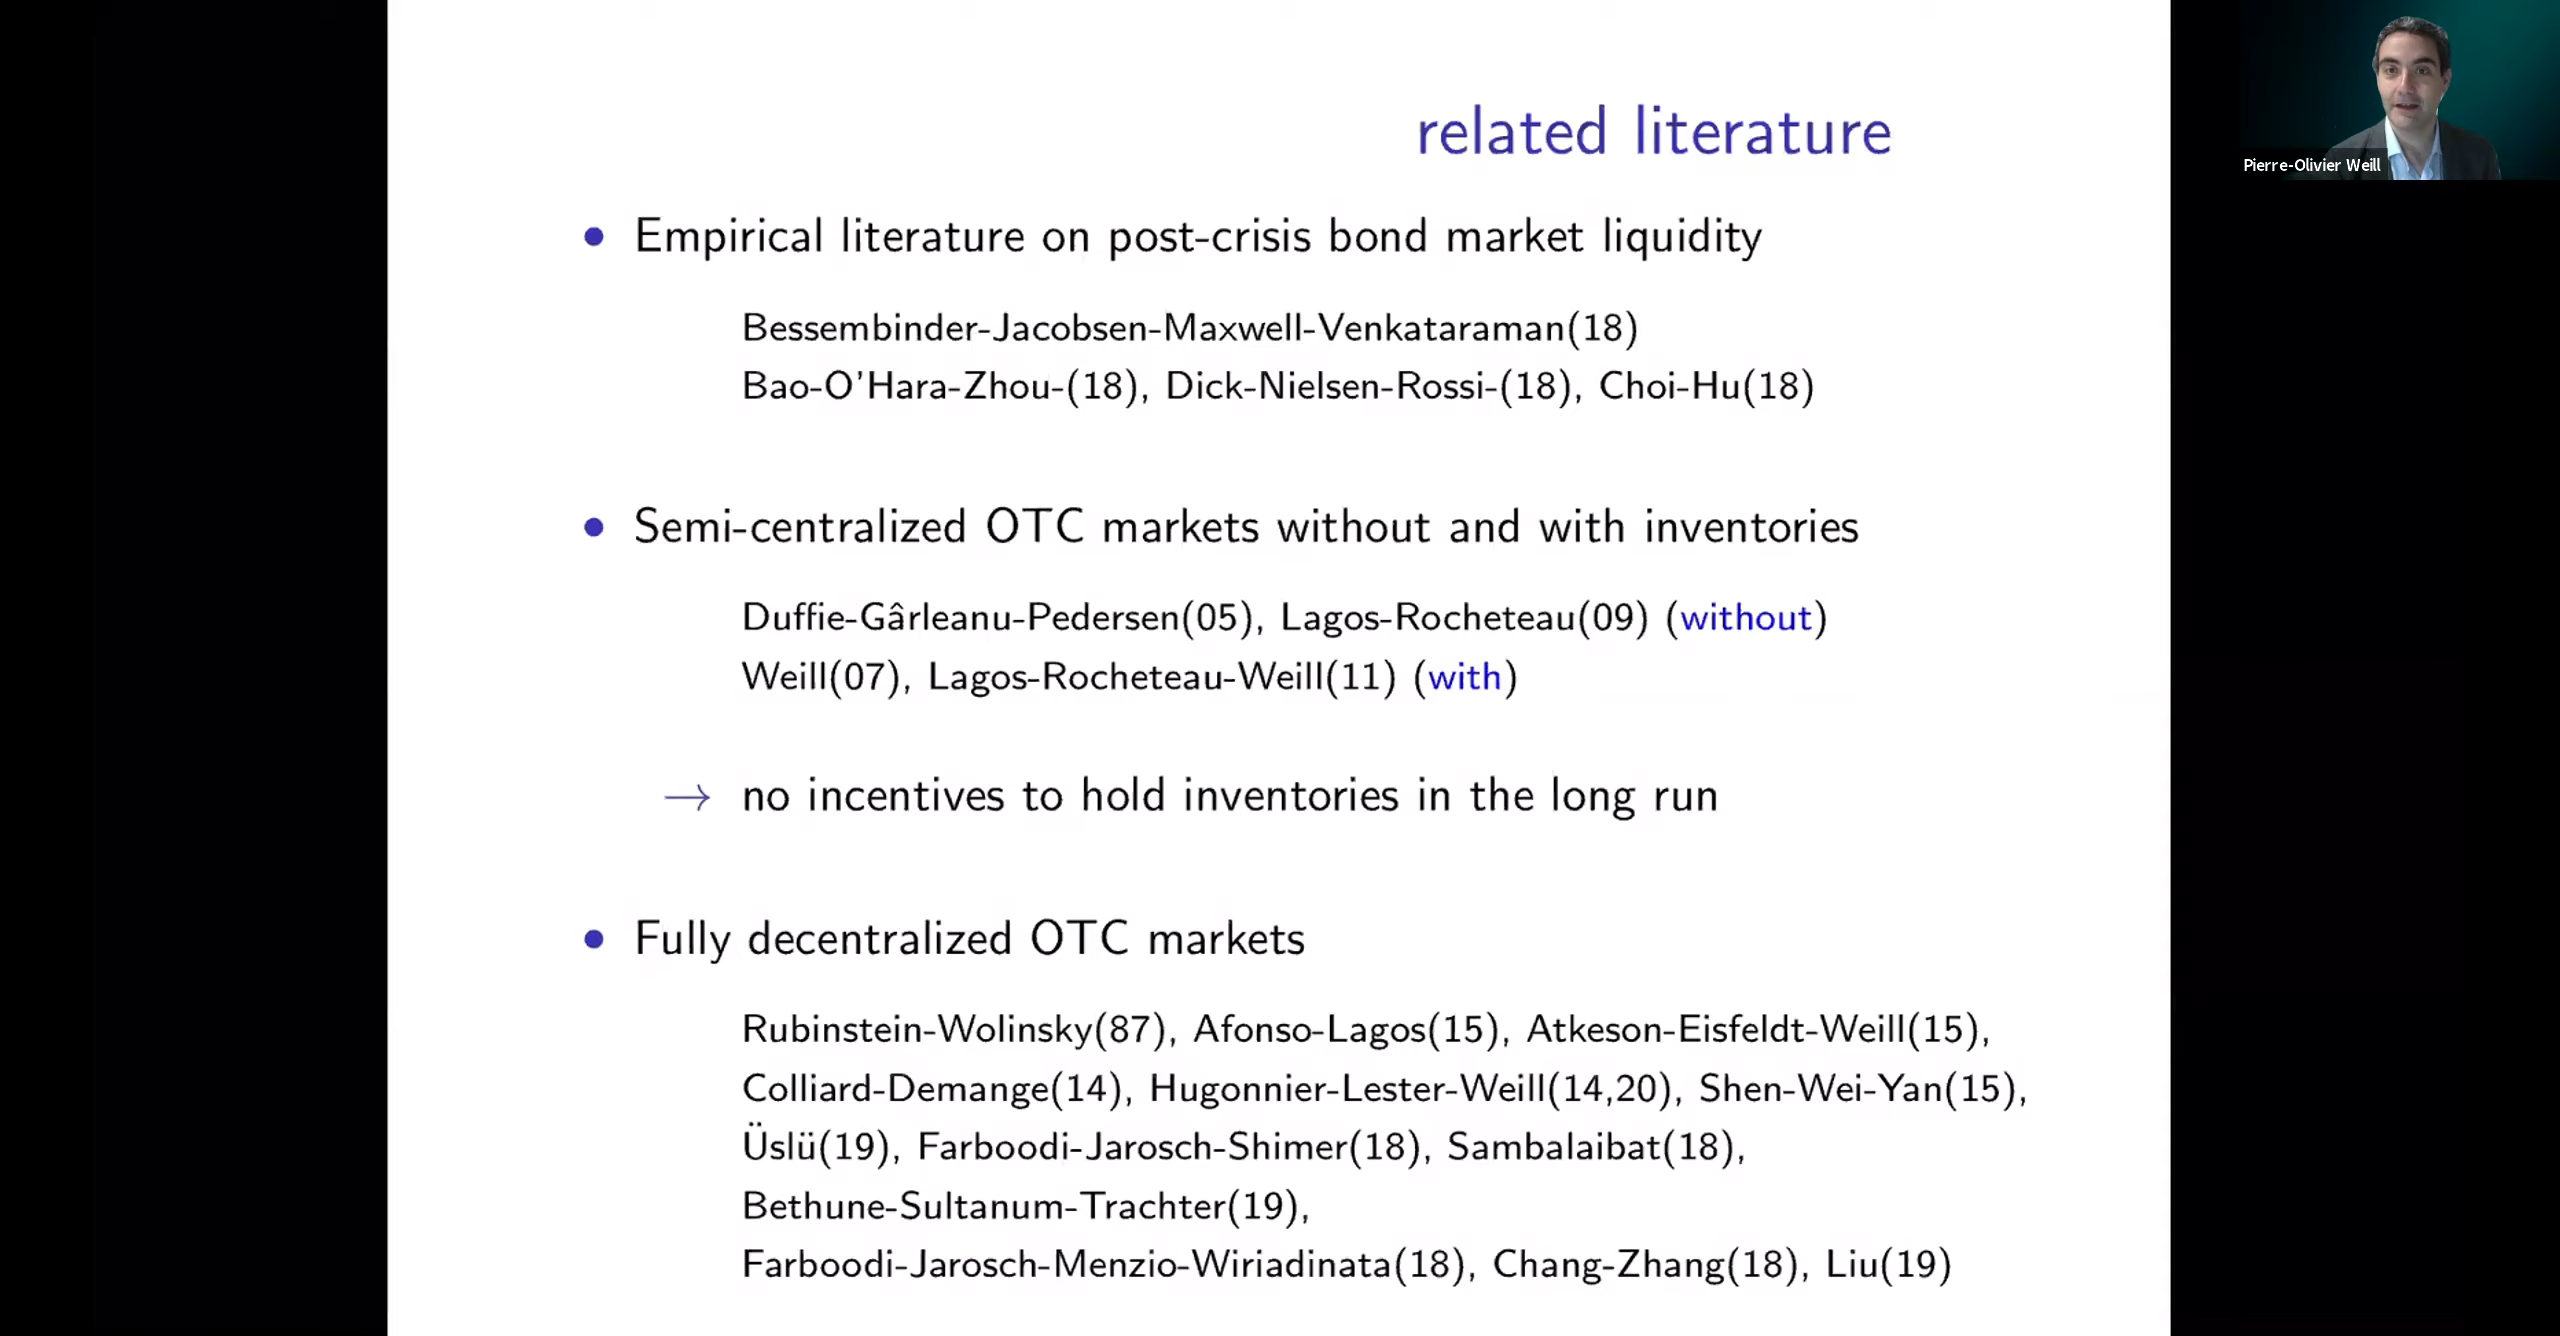 related literature
Pierre-Olivier Weill
• Empirical literature on post-crisis bond market liquidity
Bessembinder-Jacobsen-Maxwell-Venkataraman(18)
Bao-O'Hara-Zhou-(18), Dick-Nielsen-Rossi-(18), Choi-Hu(18)
• Semi-centralized OTC markets without and with inventories
Duffie-Gârleanu-Pedersen(05), Lagos-Rocheteau(09) (without)
Weill(07), Lagos-Rocheteau-Weill(11) (with)
→ no incentives to hold inventories in the long run
• Fully decentralized OTC markets
Rubinstein-Wolinsky(87), Afonso-Lagos(15), Atkeson-Eisfeldt-Weill(15),
Colliard-Demange(14), Hugonnier-Lester-Weill(14,20), Shen-Wei-Yan(15),
Üslü(19), Farboodi-Jarosch-Shimer(18), Sambalaibat(18),
Bethune-Sultanum-Trachter(19),
Farboodi-Jarosch-Menzio-Wiriadinata(18), Chang-Zhang(18), Liu(19)